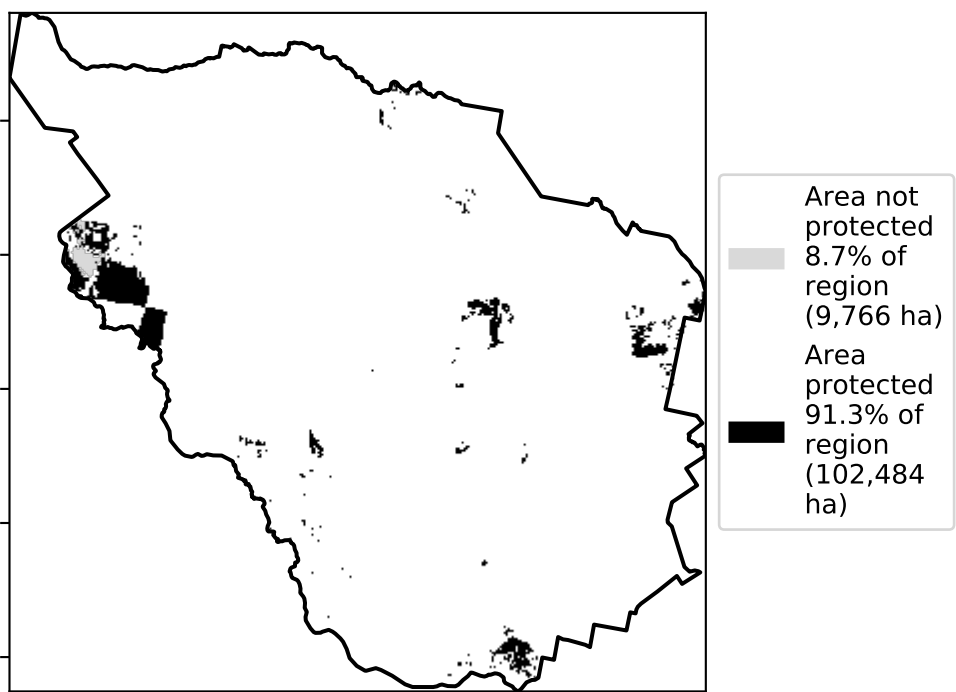 Area not
protected
8.7% of
region
(9,766 ha)
Area
protected
91.3% of
region
(102,484
ha)